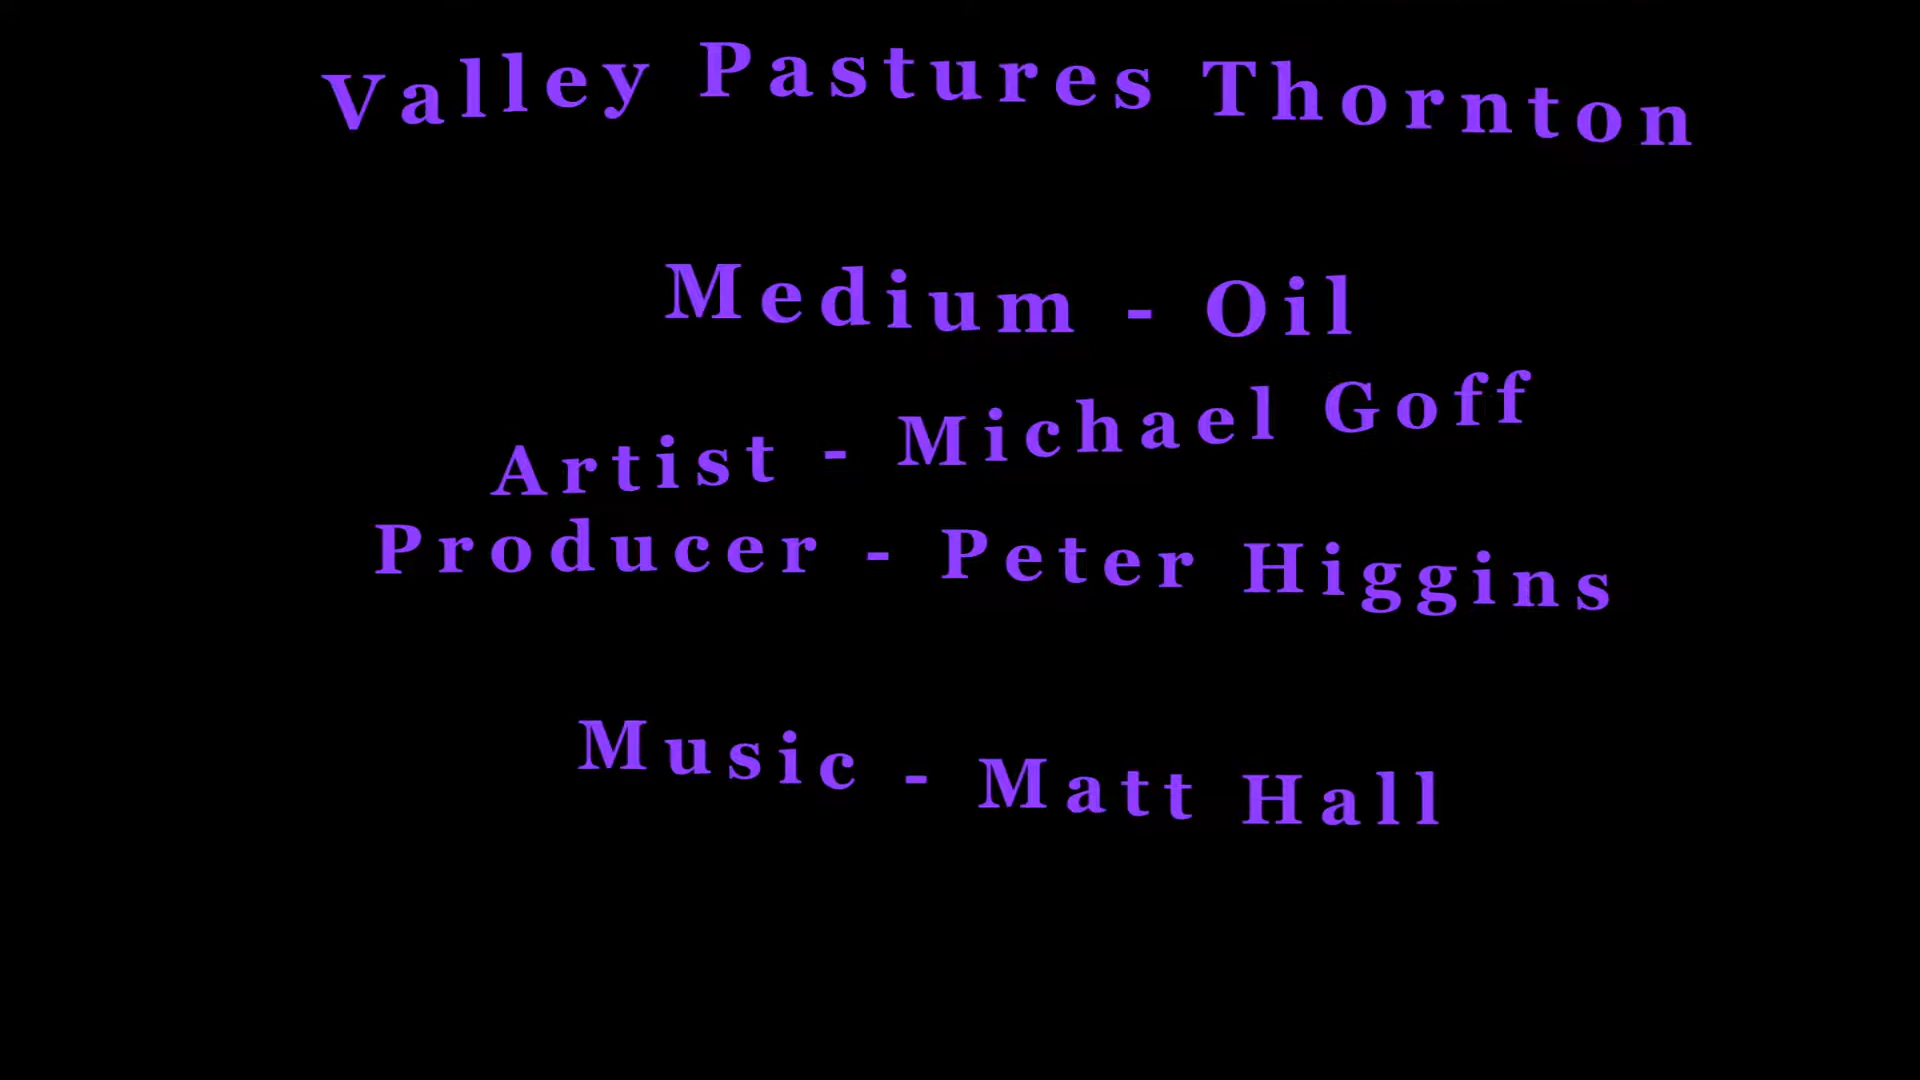 Valley Pastures Thornton
Medium - Oil
Artist - Michael Goff
Producer - Peter Higgins
Music - Matt Hall